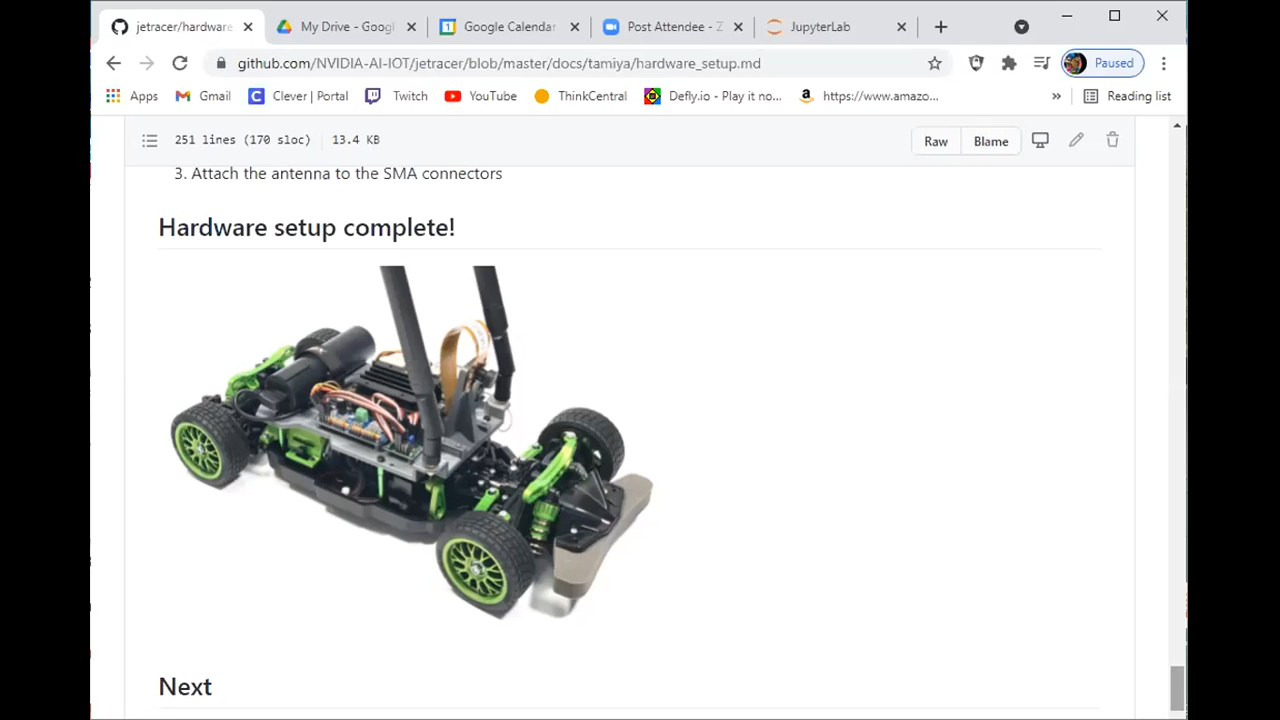 jetracer/hardware
My Drive - Googl
Google Calenda
Post Attendee - Z
JupyterLab
github.com/NVIDIA-AI-IOT/jetracer/blob/master/docs/tamiya/hardware_setup.md
Paused
Apps
Gmail
Clever | Portal
Twitch
YouTube
ThinkCentral
Defly.io - Play it no...
https://www.amazo...
»
Reading list
251 lines (170 sloc)
13.4 KB
Raw
Blame
3. Attach the antenna to the SMA connectors
Hardware setup complete!
Next